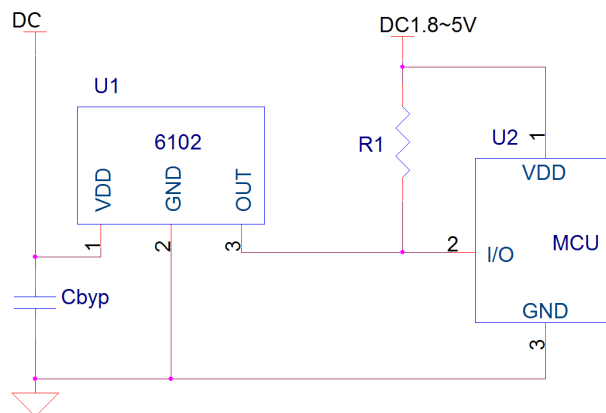 DC
DC1.8~5V
U1
6102
VDD
GND
OUT
1
2
3
Cbyp
R1
U2
1
VDD
2
I/O
MCU
GND
3